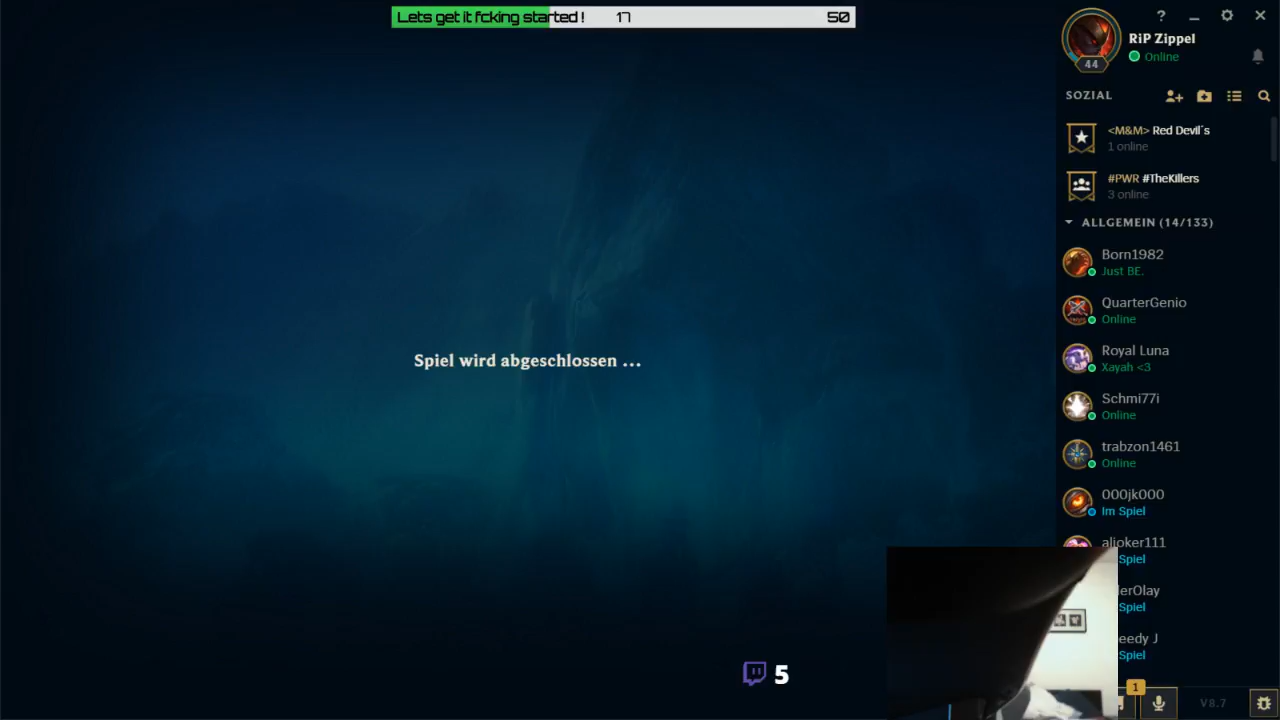 Lets get it fcking started ! 17 50
?
RiP Zippel
Online
44
SOZIAL
<M&M> Red Devil´s
1 online
#PWR #TheKillers
3 online
ALLGEMEIN (14/133)
Born1982
Just BE.
QuarterGenio
Online
Royal Luna
Xayah <3
Schmi77i
Online
trabzon1461
Online
000jk000
Im Spiel
aljoker111
Spiel
Spiel
Spiel
Spiel wird abgeschlossen ...
5
1
V8.7